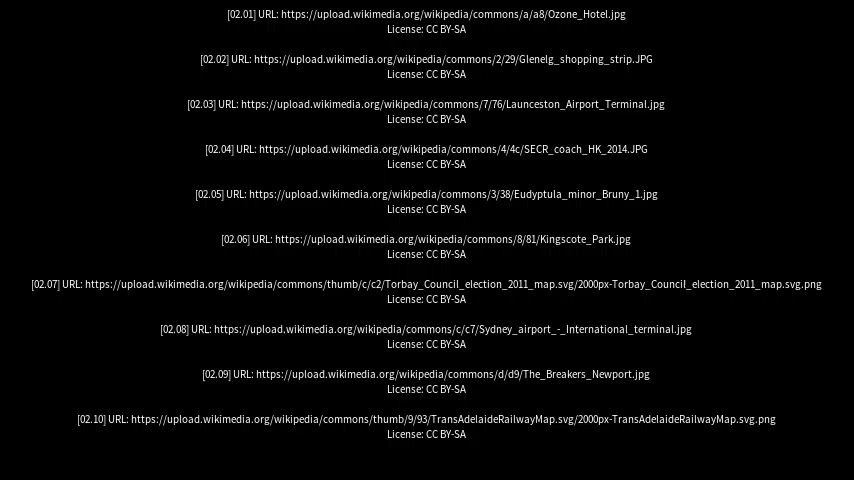 [02.01] URL: https://upload.wikimedia.org/wikipedia/commons/a/a8/Ozone_Hotel.jpg
License: CC BY-SA
[02.02] URL: https://upload.wikimedia.org/wikipedia/commons/2/29/Glenelg_shopping_strip.JPG
License: CC BY-SA
[02.03] URL: https://upload.wikimedia.org/wikipedia/commons/7/76/Launceston_Airport_Terminal.jpg
License: CC BY-SA
[02.04] URL: https://upload.wikimedia.org/wikipedia/commons/4/4c/SECR_coach_HK_2014.JPG
License: CC BY-SA
[02.05] URL: https://upload.wikimedia.org/wikipedia/commons/3/38/Eudyptula_minor_Bruny_1.jpg
License: CC BY-SA
[02.06] URL: https://upload.wikimedia.org/wikipedia/commons/8/81/Kingscote_Park.jpg
License: CC BY-SA
[02.07] URL: https://upload.wikimedia.org/wikipedia/commons/thumb/c/c2/Torbay_Council_election_2011_map.svg/2000px-Torbay_Council_election_2011_map.svg.png
License: CC BY-SA
[02.08] URL: https://upload.wikimedia.org/wikipedia/commons/c/c7/Sydney_airport_-_International_terminal.jpg
License: CC BY-SA
[02.09] URL: https://upload.wikimedia.org/wikipedia/commons/d/d9/The_Breakers_Newport.jpg
License: CC BY-SA
[02.10] URL: https://upload.wikimedia.org/wikipedia/commons/thumb/9/93/TransAdelaideRailwayMap.svg/2000px-TransAdelaideRailwayMap.svg.png
License: CC BY-SA